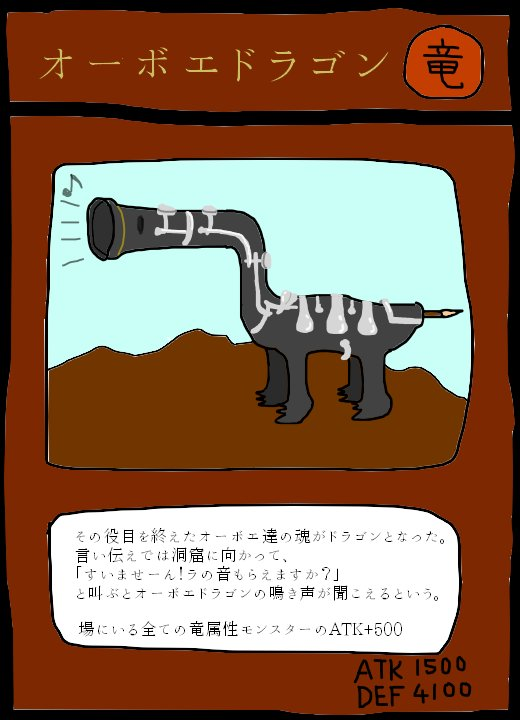 オーボエドラゴン
竜
その役目を終えたオーボエ達の魂がドラゴンとなった。
言い伝えでは洞窟に向かって、
「すいませーん!ラの音もらえますか?」
と叫ぶとオーボエドラゴンの鳴き声が聞こえるという。
場にいる全ての竜属性モンスターのATK+500
ATK 1500
DEF 4100